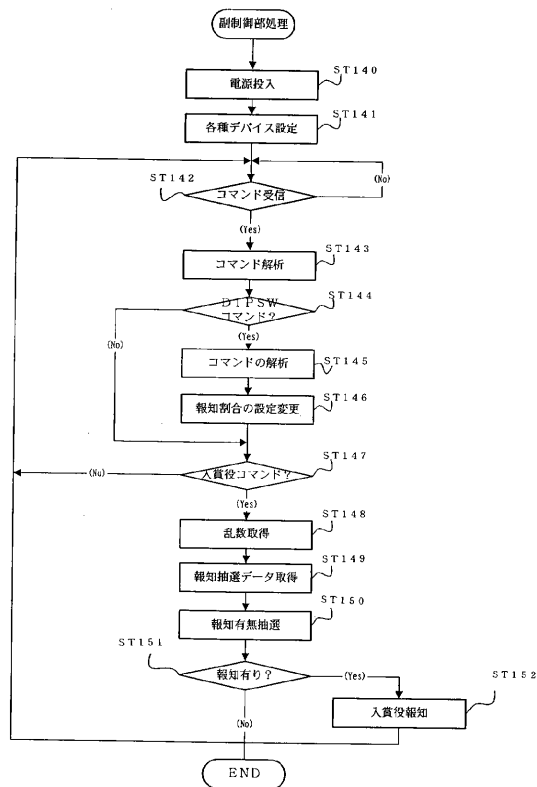 副制御部処理
電源投入
ST140
各種デバイス設定
ST141
ST142
コマンド受信
(No)
(Yes)
コマンド解析
ST143
DIPSW
コマンド?
ST144
(No)
(Yes)
コマンドの解析
ST145
報知割合の設定変更
ST146
入賞役コマンド?
ST147
(No)
(Yes)
乱数取得
ST148
報知抽選データ取得
ST149
報知有無抽選
ST150
ST151
報知有り?
(Yes)
ST152
入賞役報知
(No)
END